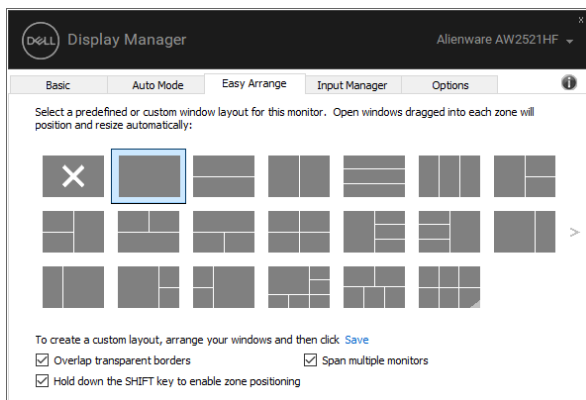 DELL Display Manager Alienware AW2521HF
Basic Auto Mode Easy Arrange Input Manager Options
Select a predefined or custom window layout for this monitor. Open windows dragged into each zone will
position and resize automatically:
To create a custom layout, arrange your windows and then click Save
Overlap transparent borders Span multiple monitors
Hold down the SHIFT key to enable zone positioning